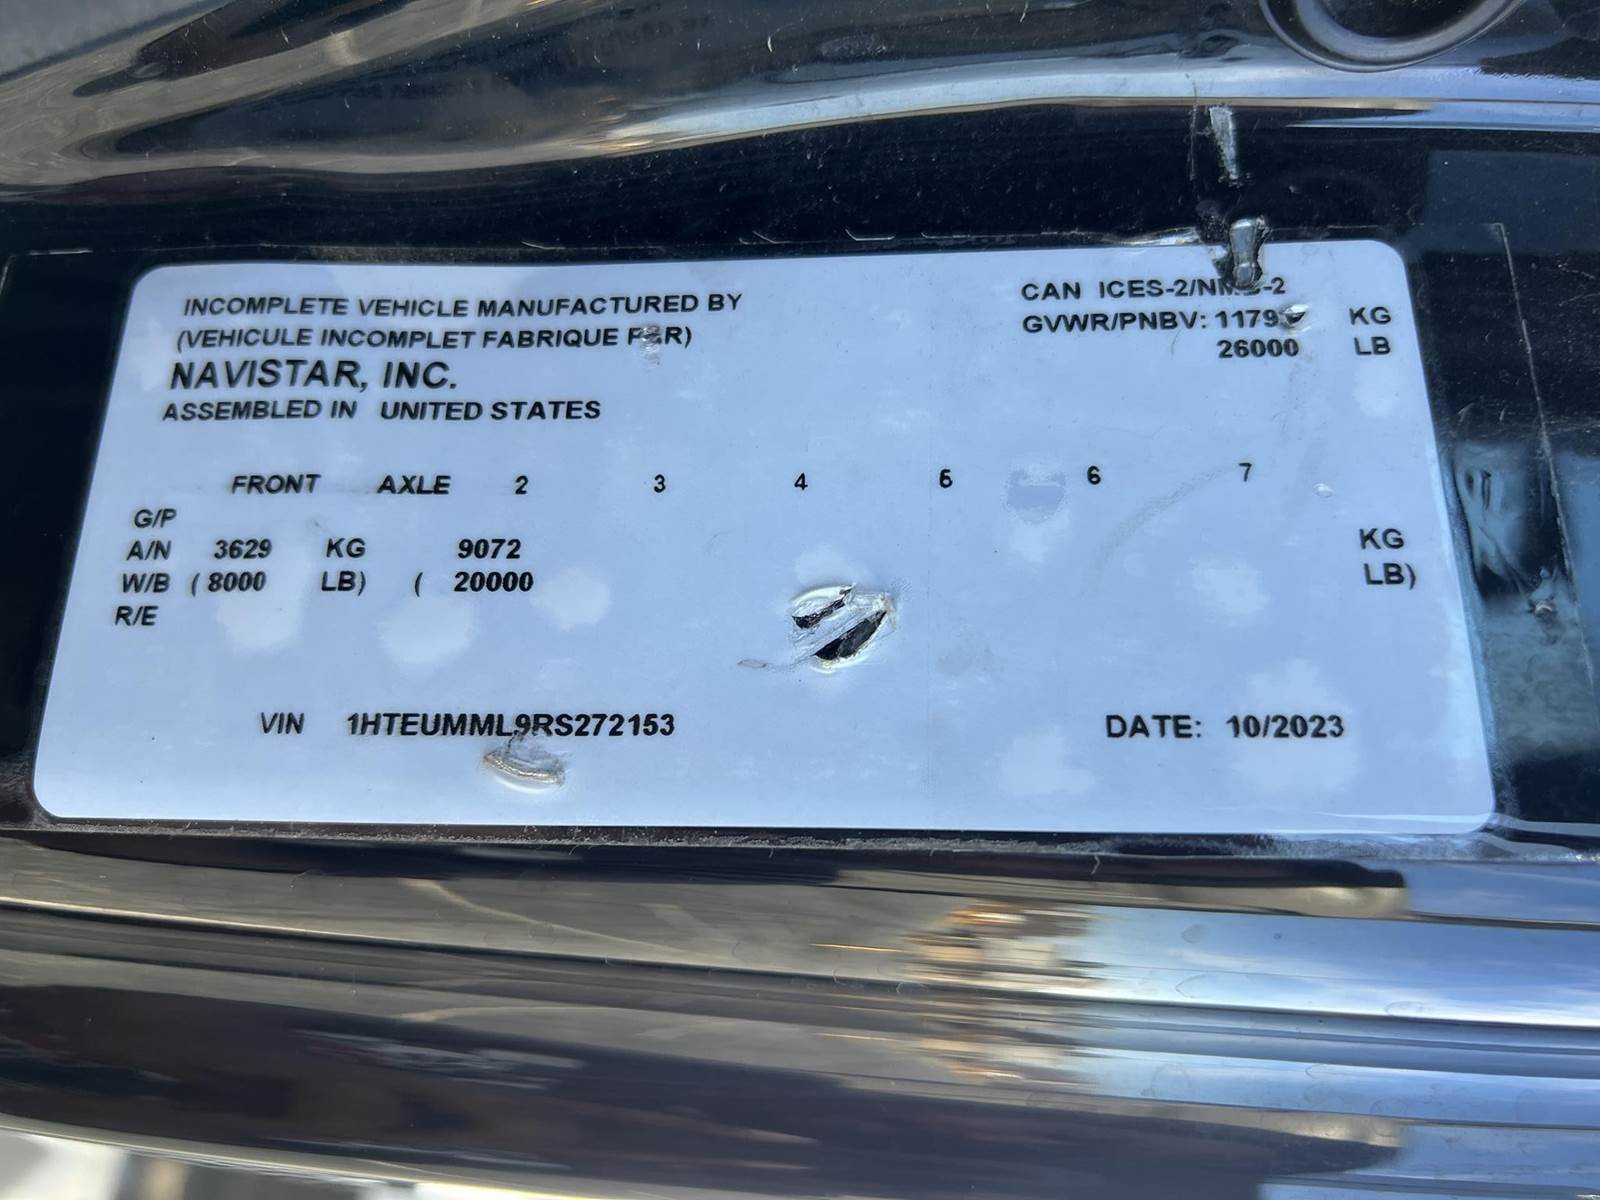 INCOMPLETE VEHICLE MANUFACTURED BY
(VEHICULE INCOMPLET FABRIQUE PAR)
NAVISTAR, INC.
ASSEMBLED IN UNITED STATES
CAN ICES-2/NMB-2
GVWR/PNBV: KG
26000 LB
FRONT AXLE 2 3 4 5 6 7
G/P
A/N 3629 KG 9072 KG
W/B ( 8000 LB) ( 20000 LB)
R/E
VIN 1HTEUMML9RS272153
DATE: 10/2023